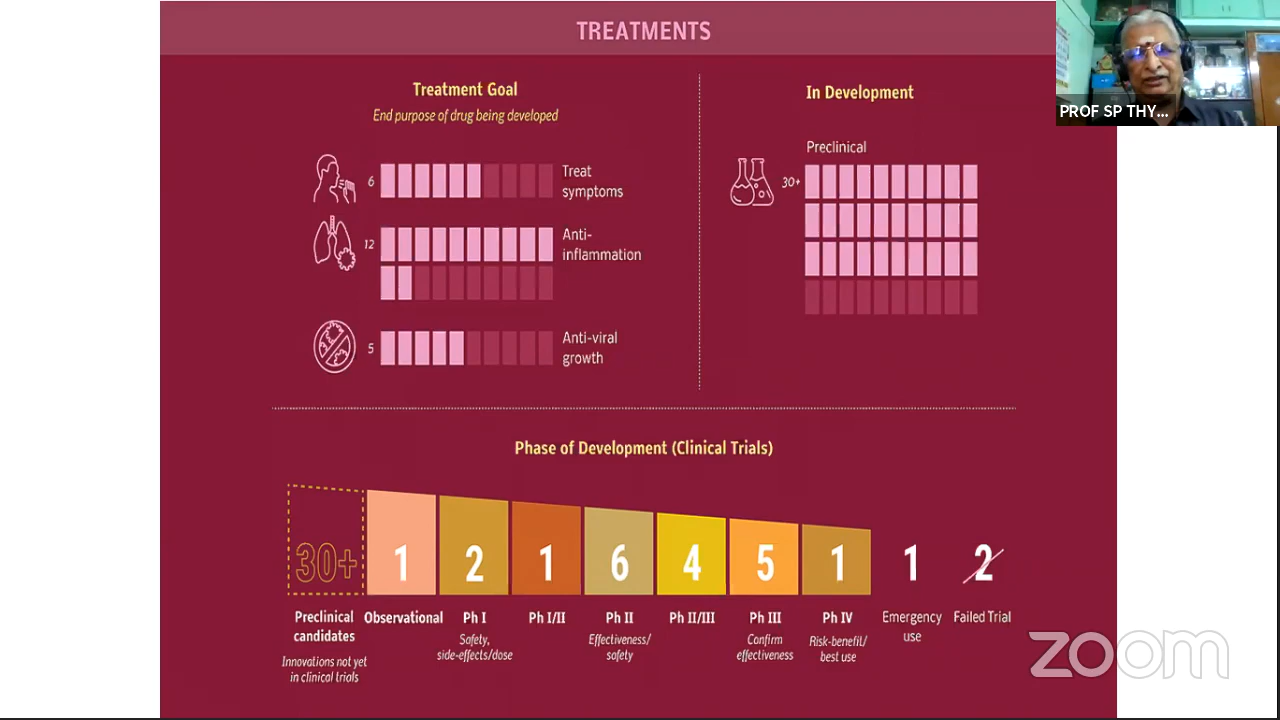 TREATMENTS
PROF SP THY...
Treatment Goal
End purpose of drug being developed
6
Treat
symptoms
12
Anti-
inflammation
5
Anti-viral
growth
In Development
Preclinical
30+
Phase of Development (Clinical Trials)
30+ 1 2 1 6 4 5 1 1 2
Preclinical
candidates
Innovations not yet
in clinical trials
Observational
Ph I
Safety,
side-effects/dose
Ph I/II
Ph II
Effectiveness/
safety
Ph II/III
Ph III
Confirm
effectiveness
Ph IV
Risk-benefit/
best use
Emergency
use
Failed Trial
zoom